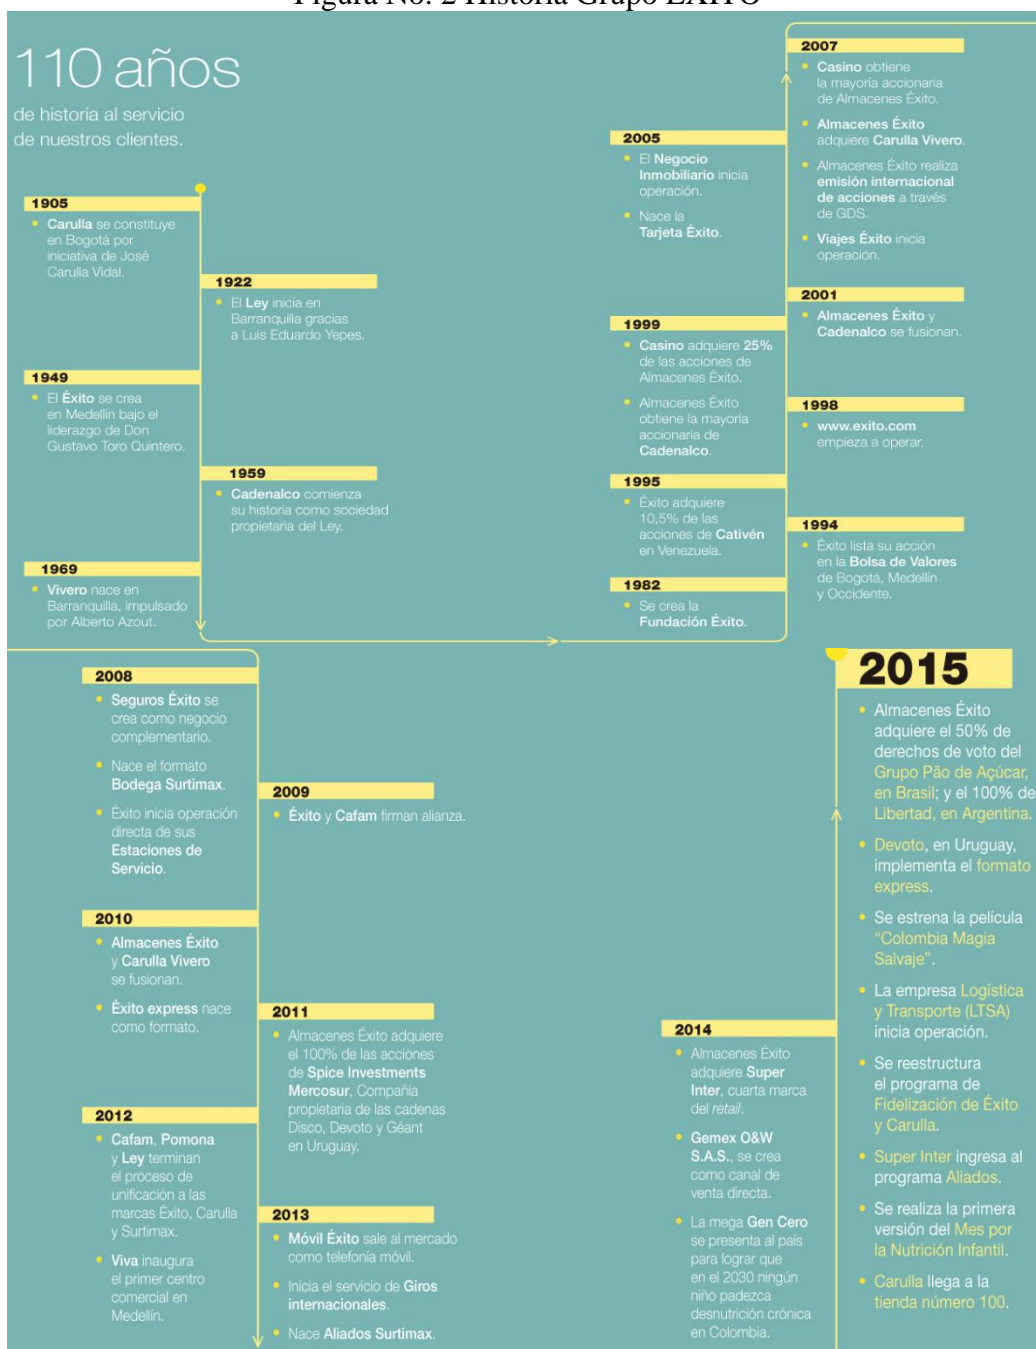 Figura No. 2 Historia Grupo ÉXITO
110 años
de historia al servicio
de nuestros clientes.
1905
• Carulla se constituye
en Bogotá por
iniciativa de José
Carulla Vidal.
1922
• El Ley inicia en
Barranquilla gracias
a Luis Eduardo Yepes.
1949
• El Éxito se crea
en Medellín bajo el
liderazgo de Don
Gustavo Toro Quintero.
1959
• Cadenalco comienza
su historia como sociedad
propietaria del Ley.
1969
• Vivero nace en
Barranquilla, impulsado
por Alberto Azout.
1982
• Se crea la
Fundación Éxito.
1994
• Éxito lista su acción
en la Bolsa de Valores
de Bogotá, Medellín
y Occidente.
1995
• Éxito adquiere
10,5% de las
acciones de Cativén
en Venezuela.
1998
• www.exito.com
empieza a operar.
1999
• Casino adquiere 25%
de las acciones de
Almacenes Éxito.
• Almacenes Éxito
obtiene la mayoría
accionaria de
Cadenalco.
2001
• Almacenes Éxito y
Cadenalco se fusionan.
2005
• El Negocio
Inmobiliario inicia
operación.
• Nace la
Tarjeta Éxito.
2007
• Casino obtiene
la mayoría accionaria
de Almacenes Éxito.
• Almacenes Éxito
adquiere Carulla Vivero.
• Almacenes Éxito realiza
emisión internacional
de acciones a través
de GDS.
• Viajes Éxito inicia
operación.
2008
• Seguros Éxito se
crea como negocio
complementario.
• Nace el formato
Bodega Surtimax.
• Éxito inicia operación
directa de sus
Estaciones de
Servicio.
2009
• Éxito y Cafam firman alianza.
2010
• Almacenes Éxito
y Carulla Vivero
se fusionan.
• Éxito express nace
como formato.
2011
• Almacenes Éxito adquiere
el 100% de las acciones
de Spice Investments
Mercosur, Compañía
propietaria de las cadenas
Disco, Devoto y Géant
en Uruguay.
2012
• Cafam, Pomona
y Ley terminan
el proceso de
unificación a las
marcas Éxito, Carulla
y Surtimax.
• Viva inaugura
el primer centro
comercial en
Medellín.
2013
• Móvil Éxito sale al mercado
como telefonía móvil.
• Inicia el servicio de Giros
internacionales.
• Nace Aliados Surtimax.
2014
• Almacenes Éxito
adquiere Super
Inter, cuarta marca
del retail.
• Gemex O&W
S.A.S., se crea
como canal de
venta directa.
• La mega Gen Cero
se presenta al país
para lograr que
en el 2030 ningún
niño padezca
desnutrición crónica
en Colombia.
2015
• Almacenes Éxito
adquiere el 50% de
derechos de voto del
Grupo Pão de Açúcar,
en Brasil; y el 100% de
Libertad, en Argentina.
• Devoto, en Uruguay,
implementa el formato
express.
• Se estrena la película
“Colombia Magia
Salvaje”.
• La empresa Logística
y Transporte (LTSA)
inicia operación.
• Se reestructura
el programa de
Fidelización de Éxito
y Carulla.
• Super Inter ingresa al
programa Aliados.
• Se realiza la primera
versión del Mes por
la Nutrición Infantil.
• Carulla llega a la
tienda número 100.